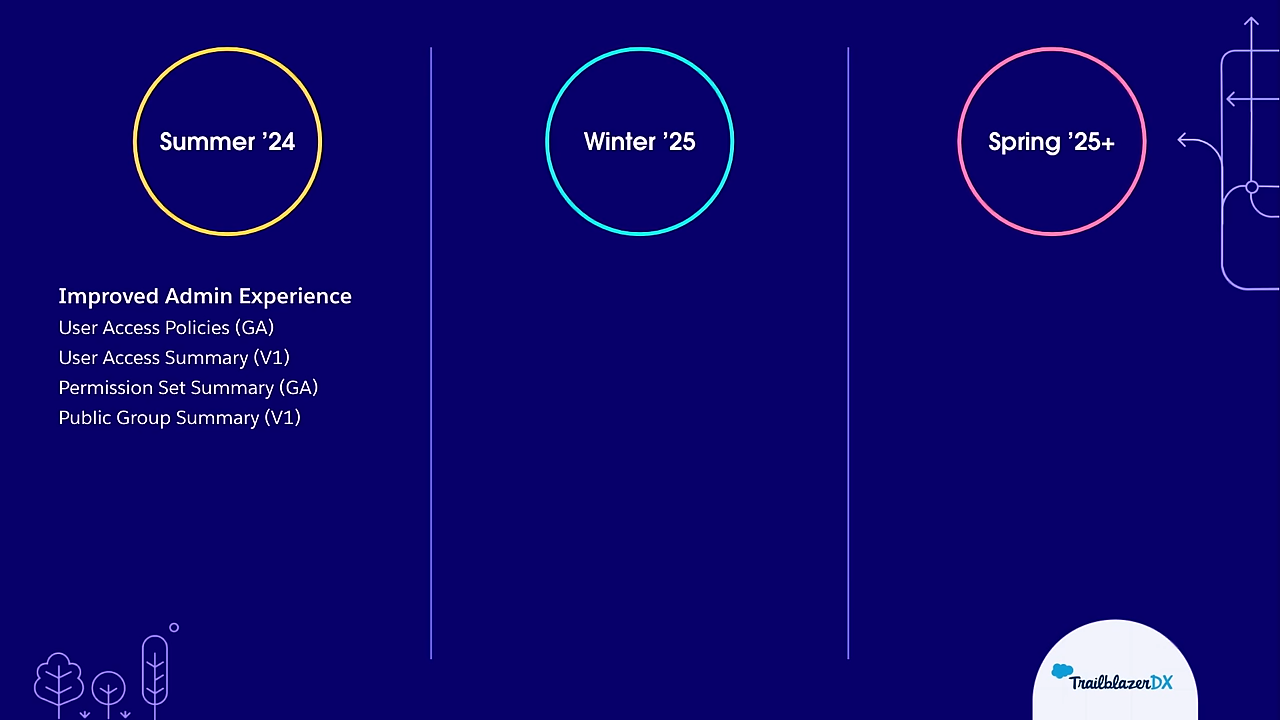 Summer ’24
Winter ’25
Spring ’25+
Improved Admin Experience
User Access Policies (GA)
User Access Summary (V1)
Permission Set Summary (GA)
Public Group Summary (V1)
TrailblazerDX